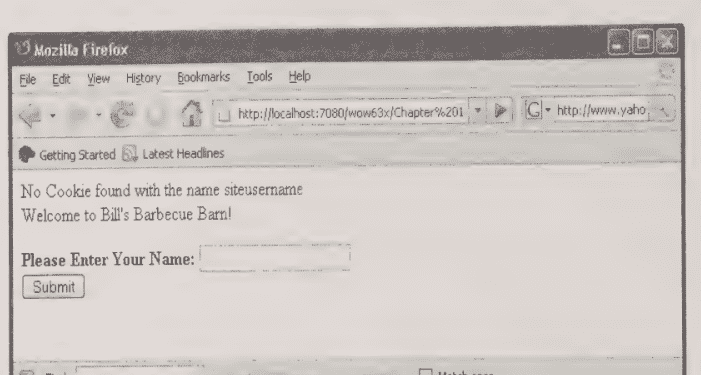 Mozilla Firefox
File Edit View History Bookmarks Tools Help
http://localhost:7080/wow63x/Chapter%201 G http://www.yaho
Getting Started Latest Headlines
No Cookie found with the name siteusername
Welcome to Bill's Barbecue Barn!
Please Enter Your Name:
Submit